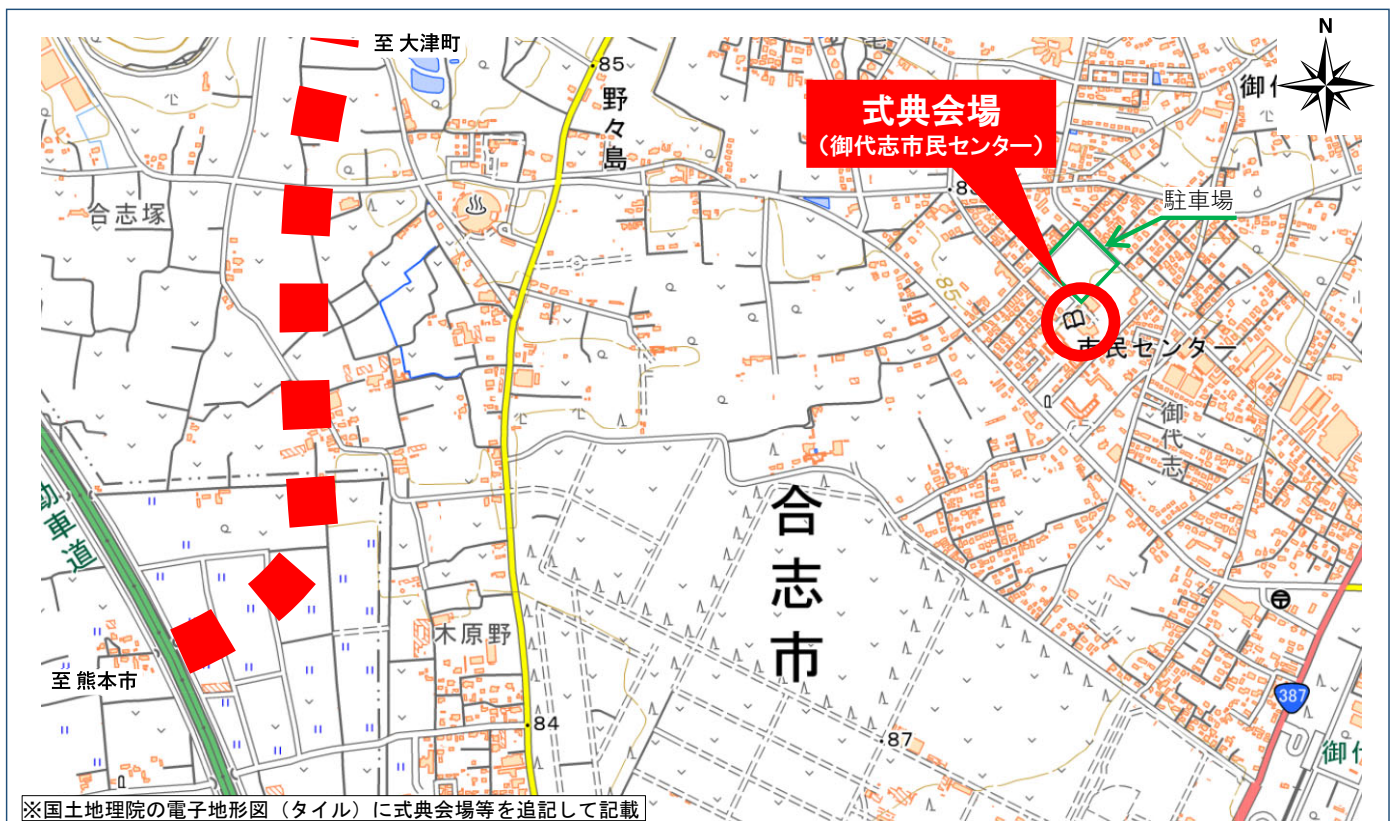 至 大津町
N
85
野々島
御代
式典会場
(御代志市民センター)
駐車場
合志塚
85
市民センター
御代志
動車道
合志市
木原野
至 熊本市
387
84
87
御代
※国土地理院の電子地形図（タイル）に式典会場等を追記して記載